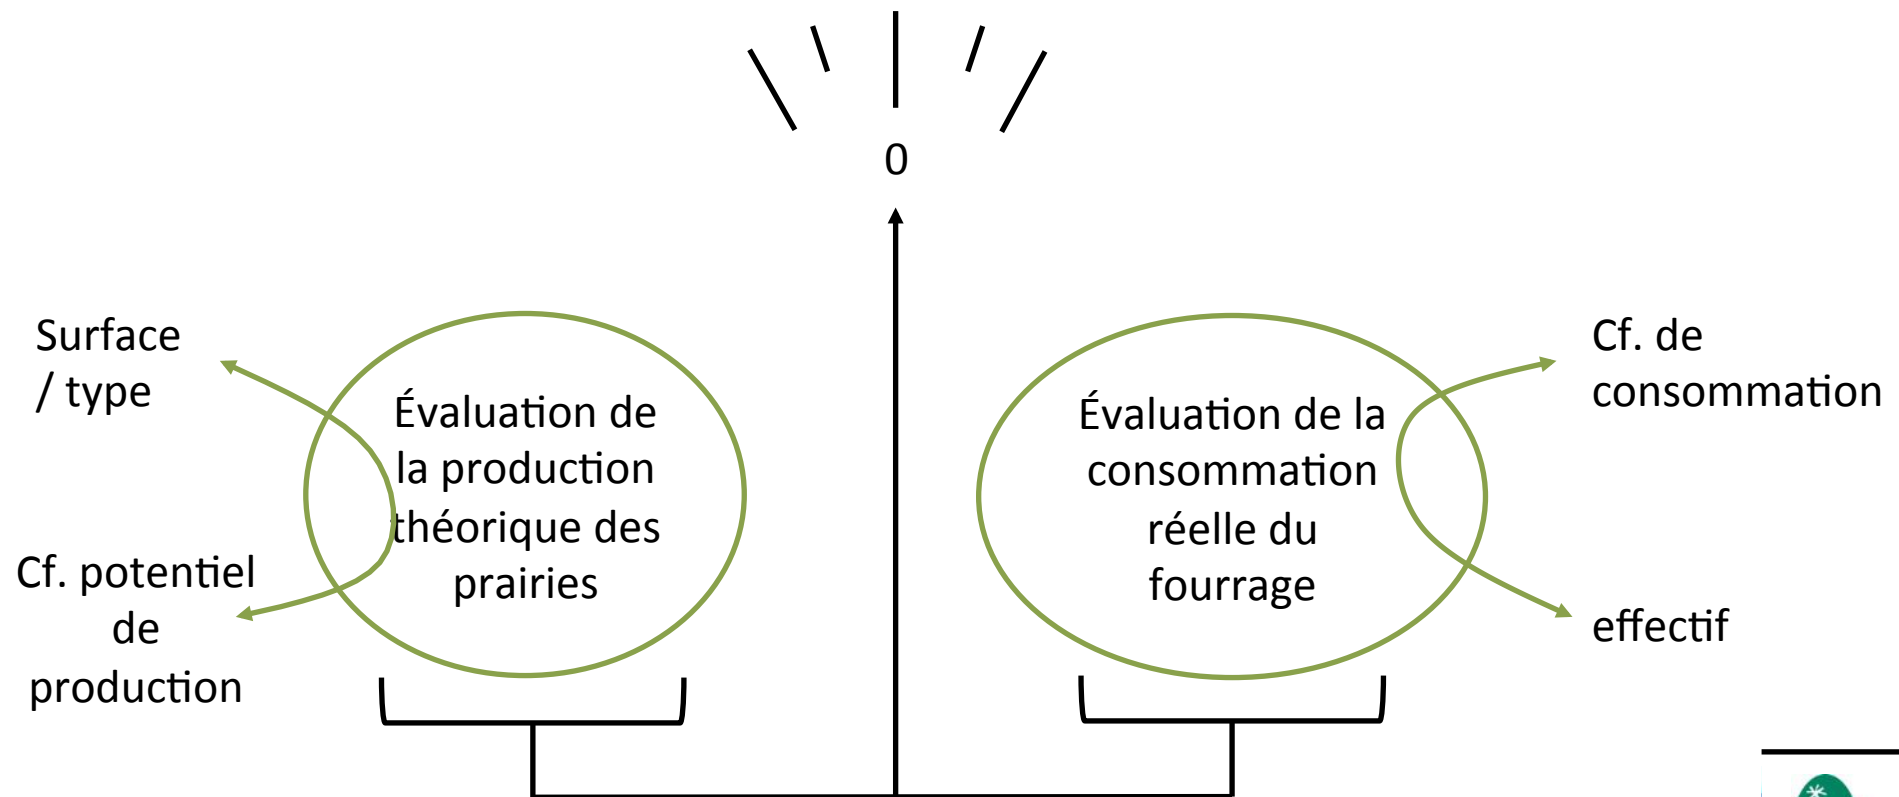 0
Surface
/ type
Cf. potentiel
de
production
Évaluation de
la production
théorique des
prairies
Évaluation de la
consommation
réelle du
fourrage
Cf. de
consommation
effectif